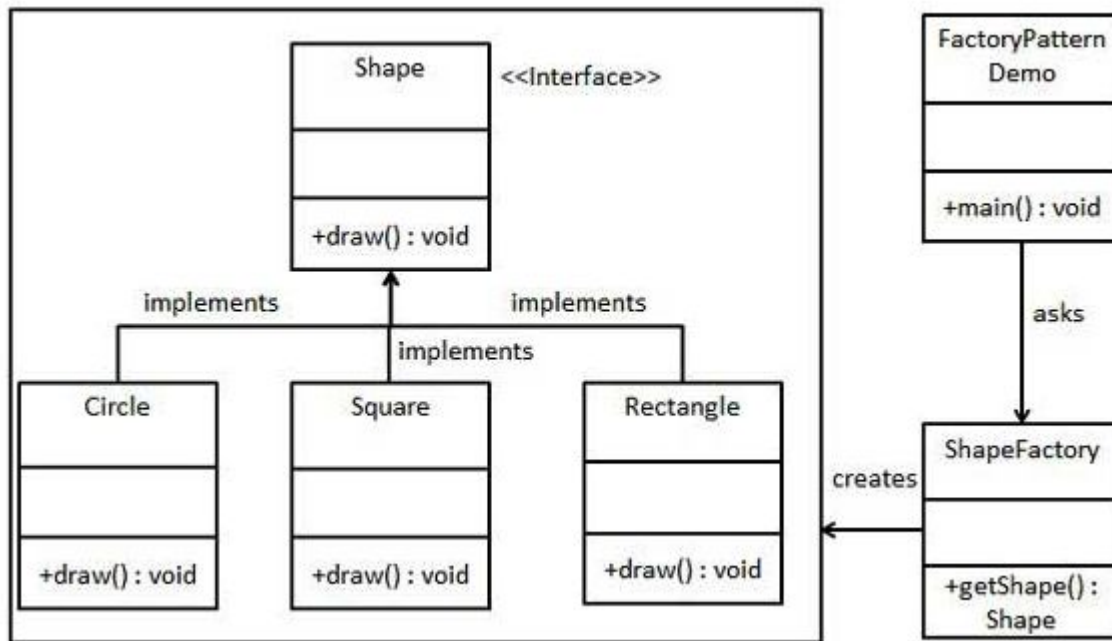 Shape
<<Interface>>
+draw() : void
implements
implements
implements
Circle
+draw() : void
Square
+draw() : void
Rectangle
+draw() : void
FactoryPattern
Demo
+main() : void
asks
ShapeFactory
+getShape() :
Shape
creates